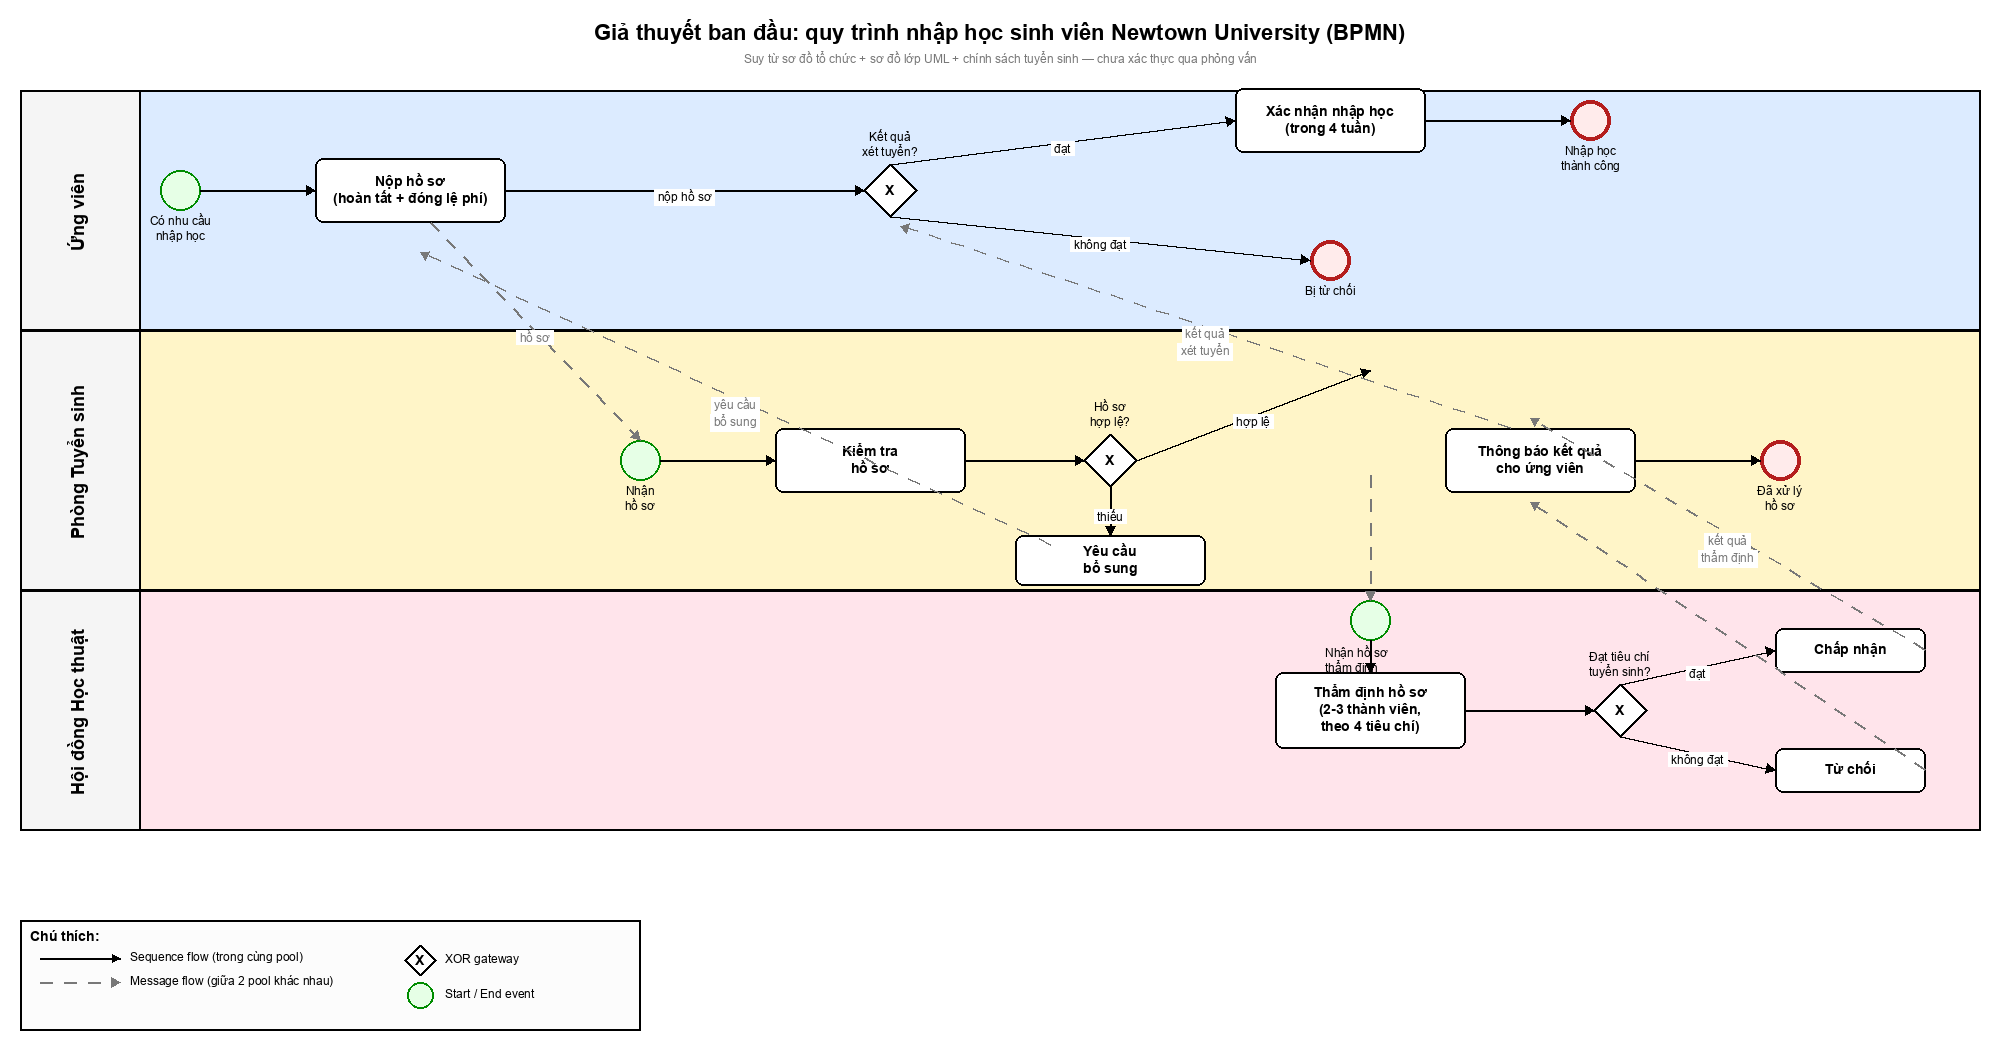 Giả thuyết ban đầu: quy trình nhập học sinh viên Newtown University (BPMN)
Suy từ sơ đồ tổ chức + sơ đồ lớp UML + chính sách tuyển sinh — chưa xác thực qua phỏng vấn
Ứng viên
Có nhu cầu
nhập học
Nộp hồ sơ
(hoàn tất + đóng lệ phí)
nộp hồ sơ
Kết quả
xét tuyển?
X
đạt
không đạt
Xác nhận nhập học
(trong 4 tuần)
Nhập học
thành công
Bị từ chối
hồ sơ
yêu cầu
bổ sung
kết quả
xét tuyển
Phòng Tuyển sinh
Nhận
hồ sơ
Kiểm tra
hồ sơ
Hồ sơ
hợp lệ?
X
hợp lệ
thiếu
Yêu cầu
bổ sung
Thông báo kết quả
cho ứng viên
Đã xử lý
hồ sơ
kết quả
thẩm định
Hội đồng Học thuật
Nhận hồ sơ
thẩm định
Thẩm định hồ sơ
(2-3 thành viên,
theo 4 tiêu chí)
Đạt tiêu chí
tuyển sinh?
X
đạt
không đạt
Chấp nhận
Từ chối
Chú thích:
Sequence flow (trong cùng pool)
Message flow (giữa 2 pool khác nhau)
X
XOR gateway
Start / End event